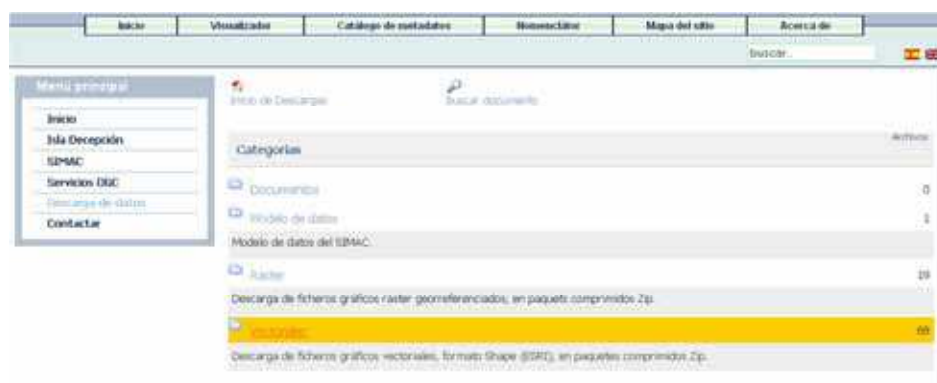 Inicio Visualizador Catálogo de metadatos Nomenclátor Mapa del sitio Acerca de
buscar...
Menú principal
Inicio de Descargas Buscar documento
Inicio
Isla Decepción
SIMAC
Servicios DGC
Descarga de datos
Contactar
Categorías Archivos
Documentos 0
Modelo de datos 1
Modelo de datos del SIMAC.
Raster 19
Descarga de ficheros gráficos raster georreferenciados, en paquets comprimidos Zip.
Vectoriales 69
Descarga de ficheros gráficos vectoriales, formato Shape (ESRI), en paquetes comprimidos Zip.